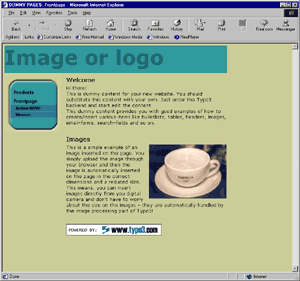 DUMMY PAGES: Frontpage - Microsoft Internet Explorer
File Edit View Favorites Tools Help
Back Stop Refresh Home Search Favorites History Mail Print Messenger
Address Links Customize Links Free Hotmail Windows Media Windows RealPlayer
Image or logo
Products
Frontpage
Mission
Welcome
Hi there!
This is dummy content for your new website. You should
substitute this content with your own. Just enter the Typo3
backend and start edit the content.
This dummy content provides you with good examples of how to
create/insert various items like bulletlists, tables, headers, images,
email-forms, search-fields and so on.
Images
This is a simple example of an
image inserted on the page. You
simply upload the image through
your browser and then the
image is automatically inserted
on the page in the correct
dimensions and a reduced size.
This means, you can insert
images directly from you digital
camera and don't have to worry
about the size on the images - they are automatically handled by
the image processing part of Typo3!
POWERED BY: www.typo3.com
Done Internet